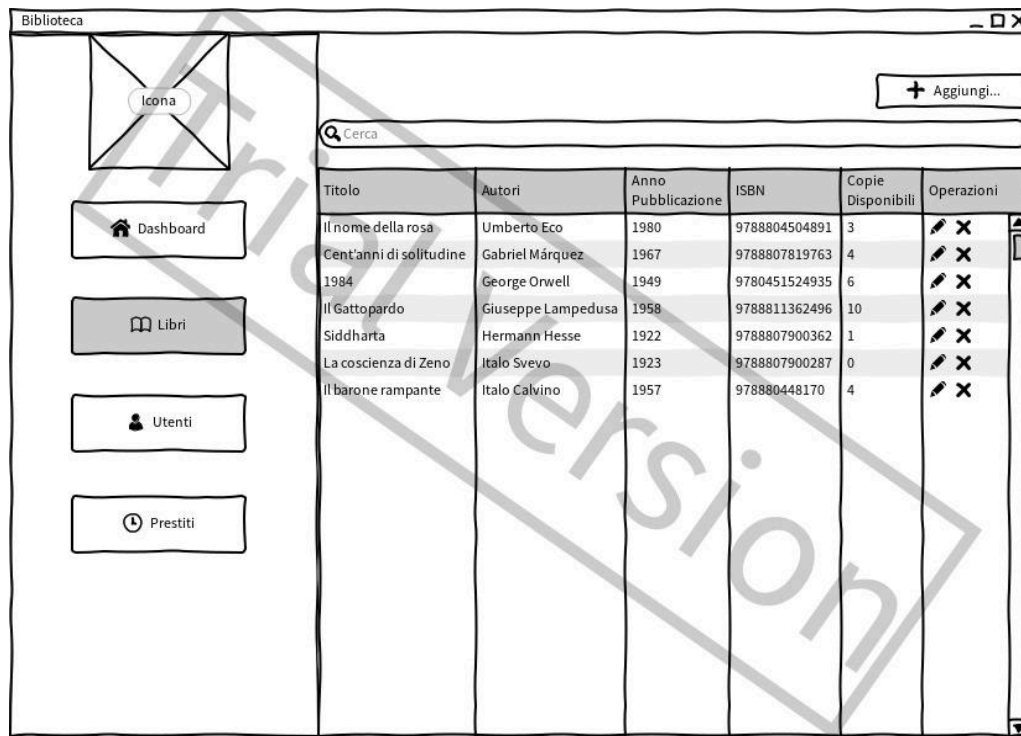 Biblioteca
Icona
Dashboard
Libri
Utenti
Prestiti
Aggiungi...
Cerca
Titolo Autori Anno Pubblicazione ISBN Copie Disponibili Operazioni
Il nome della rosa Umberto Eco 1980 9788804504891 3
Cent'anni di solitudine Gabriel Márquez 1967 9788807819763 4
1984 George Orwell 1949 9780451524935 6
Il Gattopardo Giuseppe Lampedusa 1958 9788811362496 10
Siddharta Hermann Hesse 1922 9788807900362 1
La coscienza di Zeno Italo Svevo 1923 9788807900287 0
Il barone rampante Italo Calvino 1957 978880448170 4
Trial Version